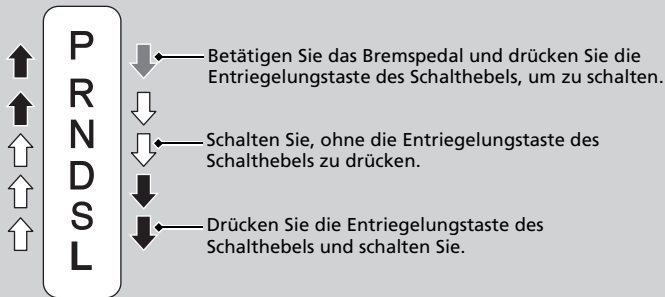 P
R
N
D
S
L
Betätigen Sie das Bremspedal und drücken Sie die
Entriegelungstaste des Schalthebels, um zu schalten.
Schalten Sie, ohne die Entriegelungstaste des
Schalthebels zu drücken.
Drücken Sie die Entriegelungstaste des
Schalthebels und schalten Sie.